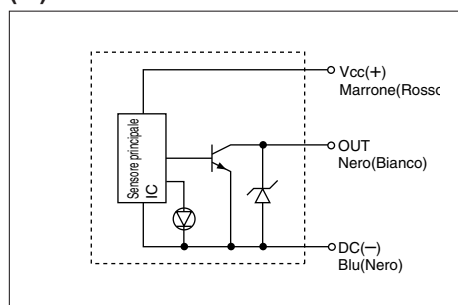 Vcc(+)
Marrone(Rosso
Sensore principale
IC
OUT
Nero(Bianco)
DC(−)
Blu(Nero)